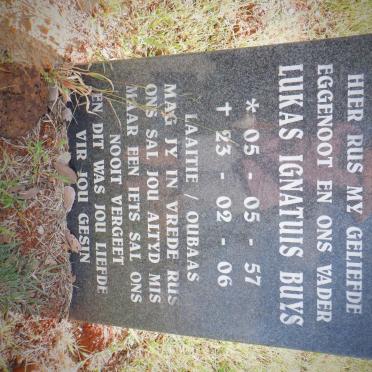 HIER RUS MY GELIEFDE
EGGENOOT EN ONS VADER
LUKAS IGNATUIS BUYS
* 05 - 05 - 57
† 23 - 02 - 06
LAAITIE / OUBAAS
MAG JY IN VREDE RUS
ONS SAL JOU ALTYD MIS
MAAR EEN IETS SAL ONS
NOOIT VERGEET
EN DIT WAS JOU LIEFDE
VIR JOU GESIN